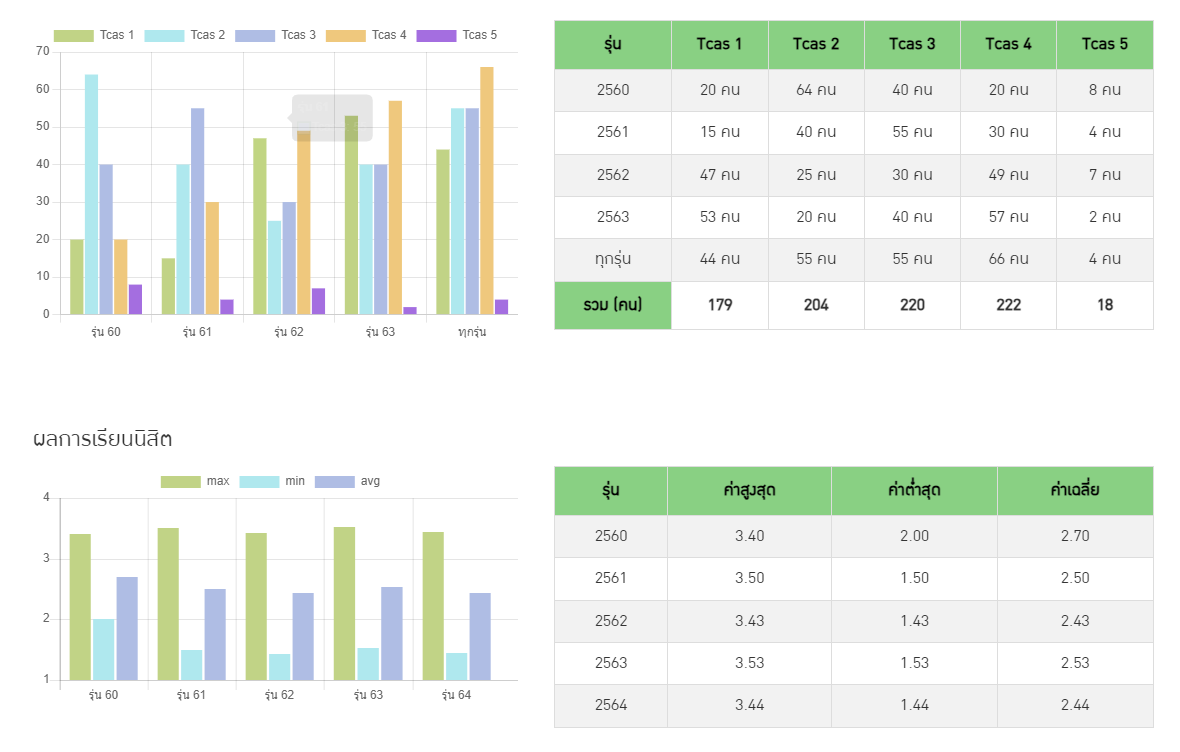 Tcas 1 Tcas 2 Tcas 3 Tcas 4 Tcas 5
70
60
50
40
30
20
10
0
รุ่น 60 รุ่น 61 รุ่น 62 รุ่น 63 ทุกรุ่น
รุ่น Tcas 1 Tcas 2 Tcas 3 Tcas 4 Tcas 5
2560 20 คน 64 คน 40 คน 20 คน 8 คน
2561 15 คน 40 คน 55 คน 30 คน 4 คน
2562 47 คน 25 คน 30 คน 49 คน 7 คน
2563 53 คน 20 คน 40 คน 57 คน 2 คน
ทุกรุ่น 44 คน 55 คน 55 คน 66 คน 4 คน
รวม (คน) 179 204 220 222 18
ผลการเรียนนิสิต
max min avg
4
3
2
1
รุ่น 60 รุ่น 61 รุ่น 62 รุ่น 63 รุ่น 64
รุ่น ค่าสูงสุด ค่าต่ำสุด ค่าเฉลี่ย
2560 3.40 2.00 2.70
2561 3.50 1.50 2.50
2562 3.43 1.43 2.43
2563 3.53 1.53 2.53
2564 3.44 1.44 2.44